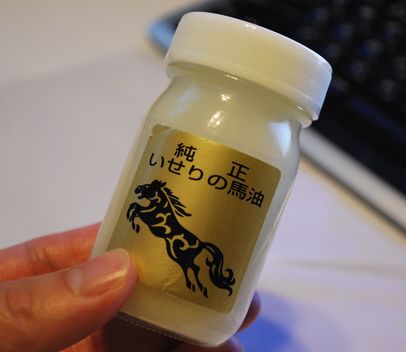 純 正
いせりの馬油